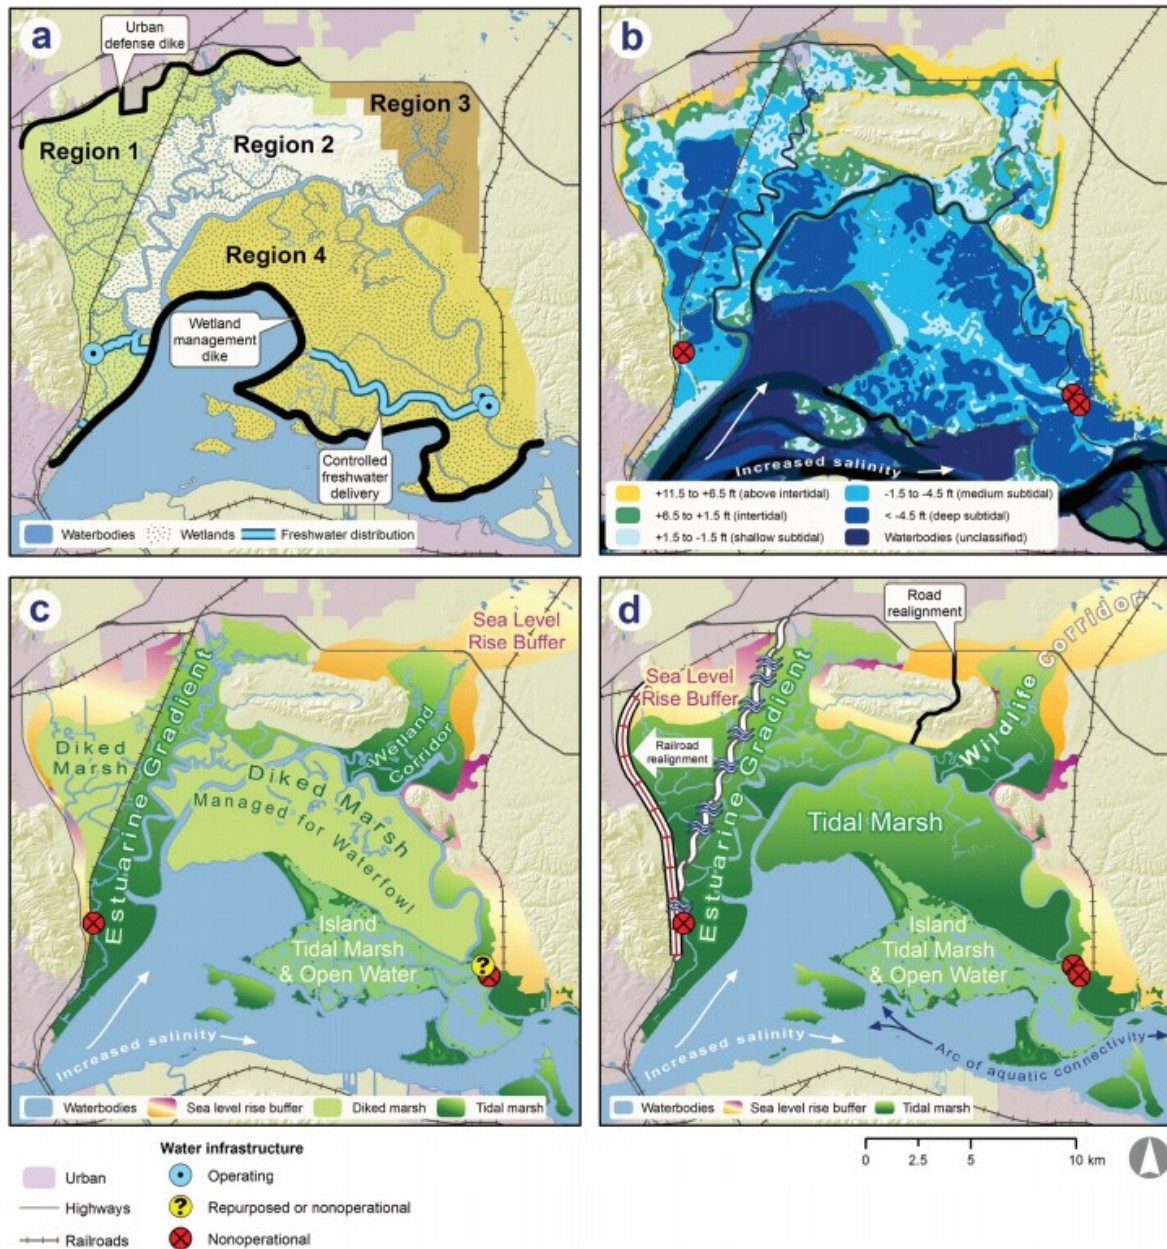 a
Urban
defense dike
Region 1
Region 2
Region 3
Region 4
Wetland
management
dike
Controlled
freshwater
delivery
Waterbodies
Wetlands
Freshwater distribution
b
Increased salinity
+11.5 to +6.5 ft (above intertidal)
-1.5 to -4.5 ft (medium subtidal)
+6.5 to +1.5 ft (intertidal)
< -4.5 ft (deep subtidal)
+1.5 to -1.5 ft (shallow subtidal)
Waterbodies (unclassified)
c
Sea Level
Rise Buffer
Diked
Marsh
Estuarine Gradient
Wetland
Corridor
Diked Marsh
Managed for Waterfowl
Island
Tidal Marsh
& Open Water
?
Increased salinity
Waterbodies
Sea level rise buffer
Diked marsh
Tidal marsh
d
Road
realignment
Wildlife Corridor
Sea Level
Rise Buffer
Railroad
realignment
Estuarine Gradient
Tidal Marsh
Island
Tidal Marsh
& Open Water
Increased salinity
Arc of aquatic connectivity
Waterbodies
Sea level rise buffer
Tidal marsh
Urban
Highways
Railroads
Water infrastructure
Operating
? Repurposed or nonoperational
Nonoperational
0 2.5 5 10 km